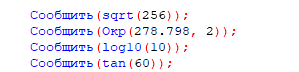 Сообщить(sqrt(256));
Сообщить(Окр(278.798, 2));
Сообщить(log10(10));
Сообщить(tan(60));